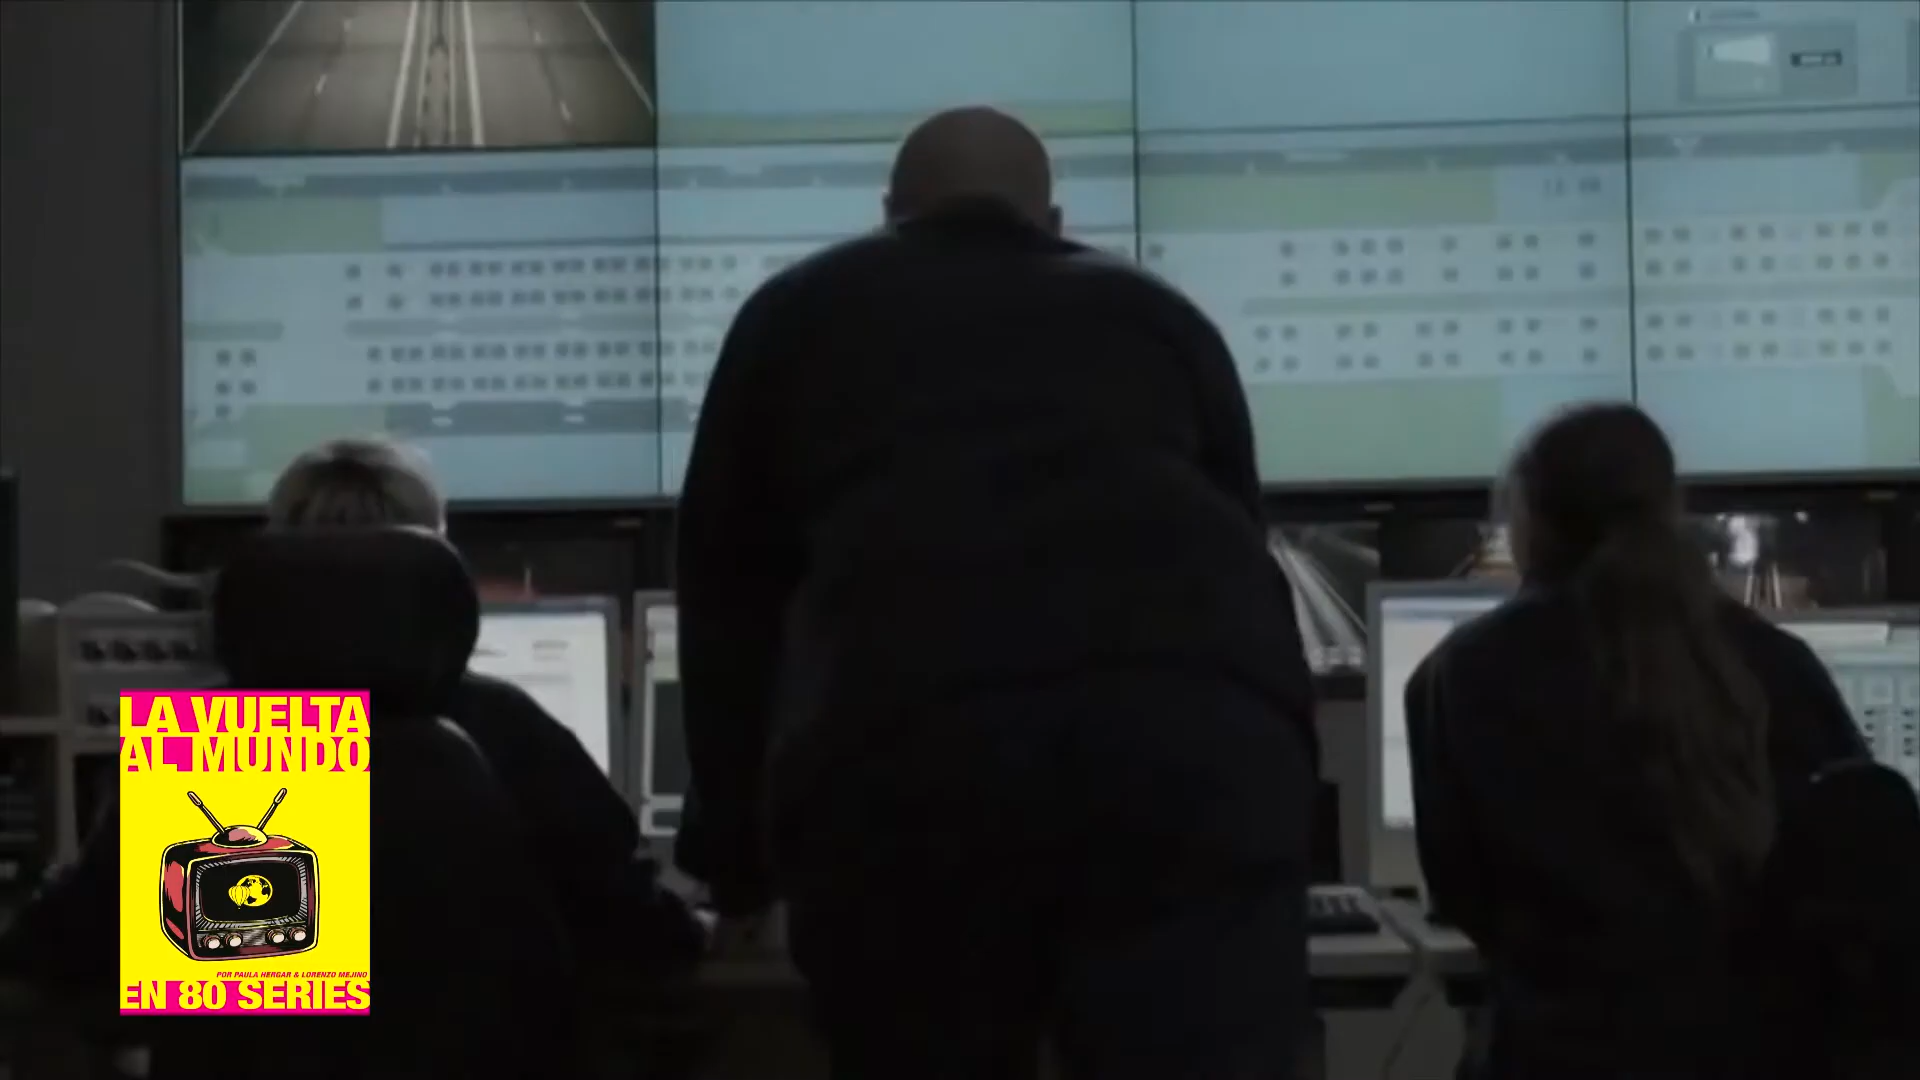 LA VUELTA
AL MUNDO
POR PAULA HERGAR & LORENZO MEJINO
EN 80 SERIES